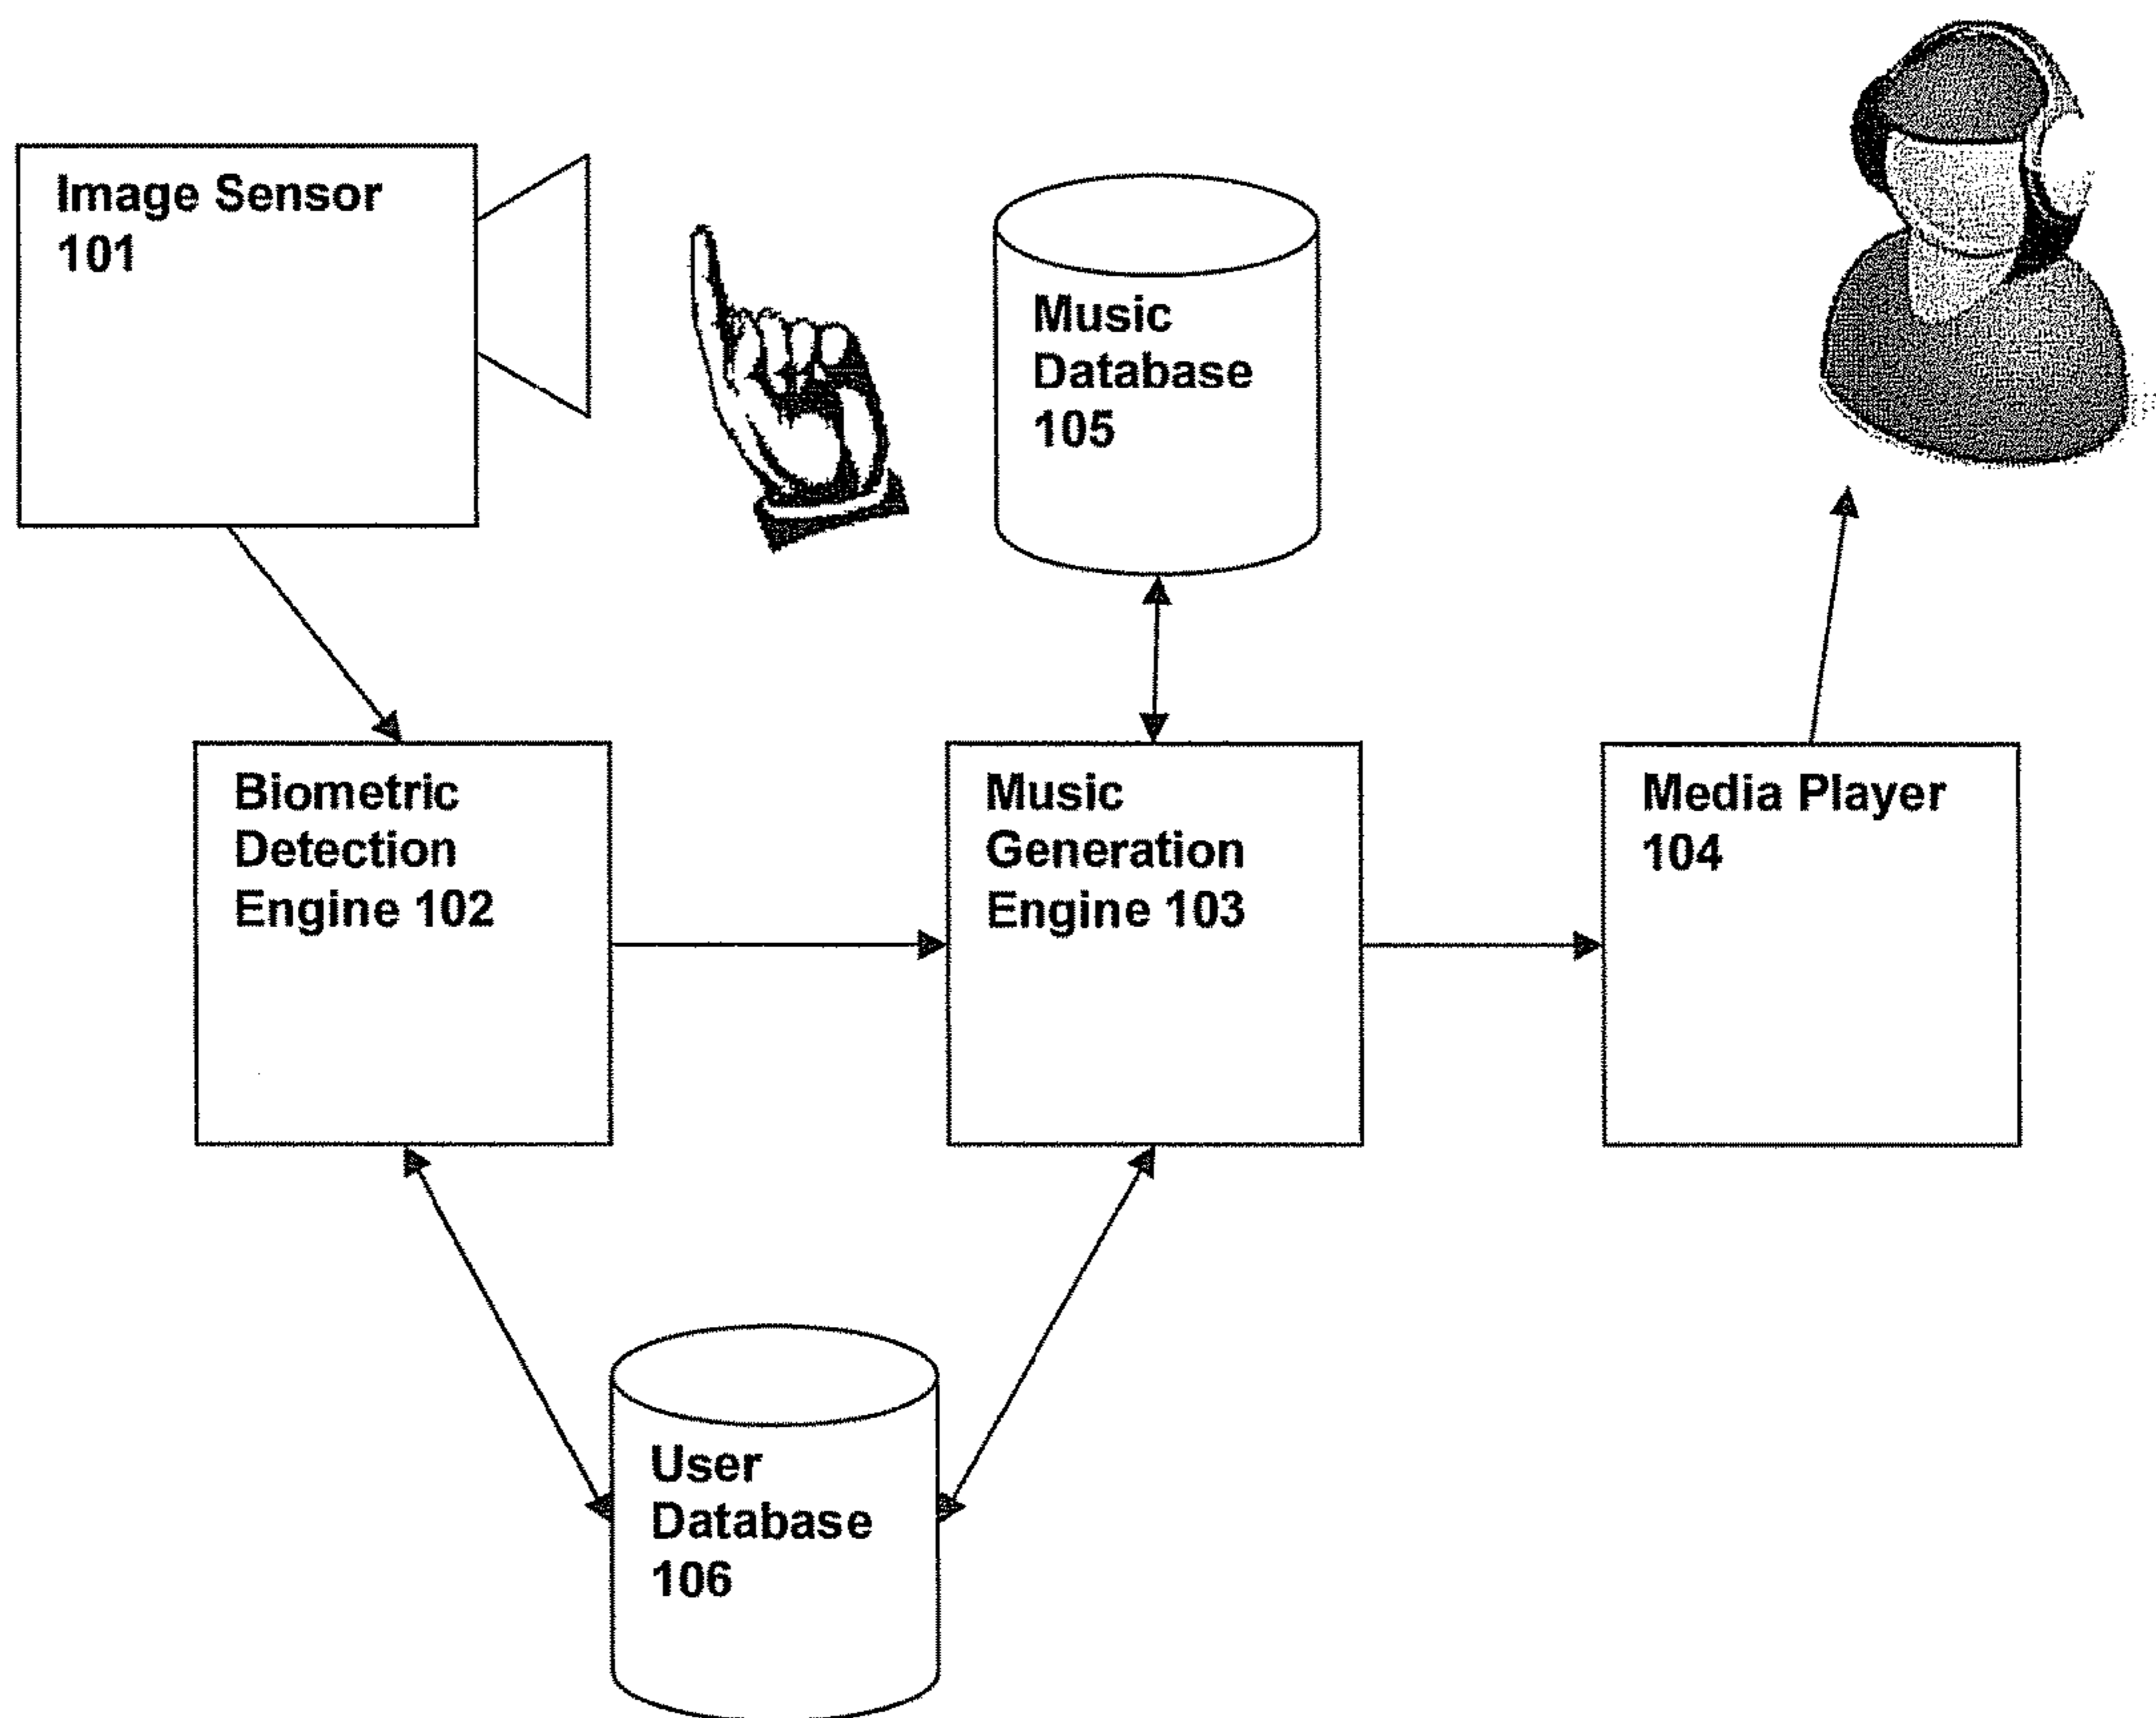 Image Sensor
101
Music
Database
105
Biometric
Detection
Engine 102
Music
Generation
Engine 103
Media Player
104
User
Database
106